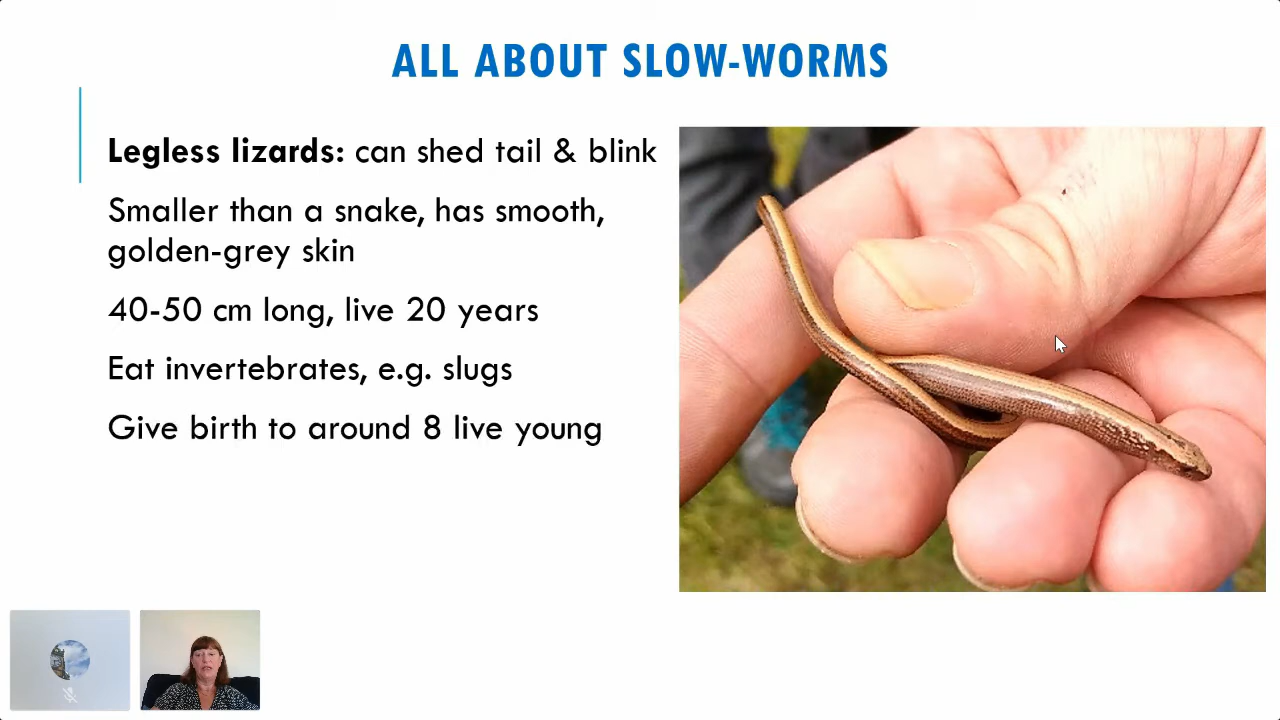 ALL ABOUT SLOW-WORMS
Legless lizards: can shed tail & blink
Smaller than a snake, has smooth,
golden-grey skin
40-50 cm long, live 20 years
Eat invertebrates, e.g. slugs
Give birth to around 8 live young